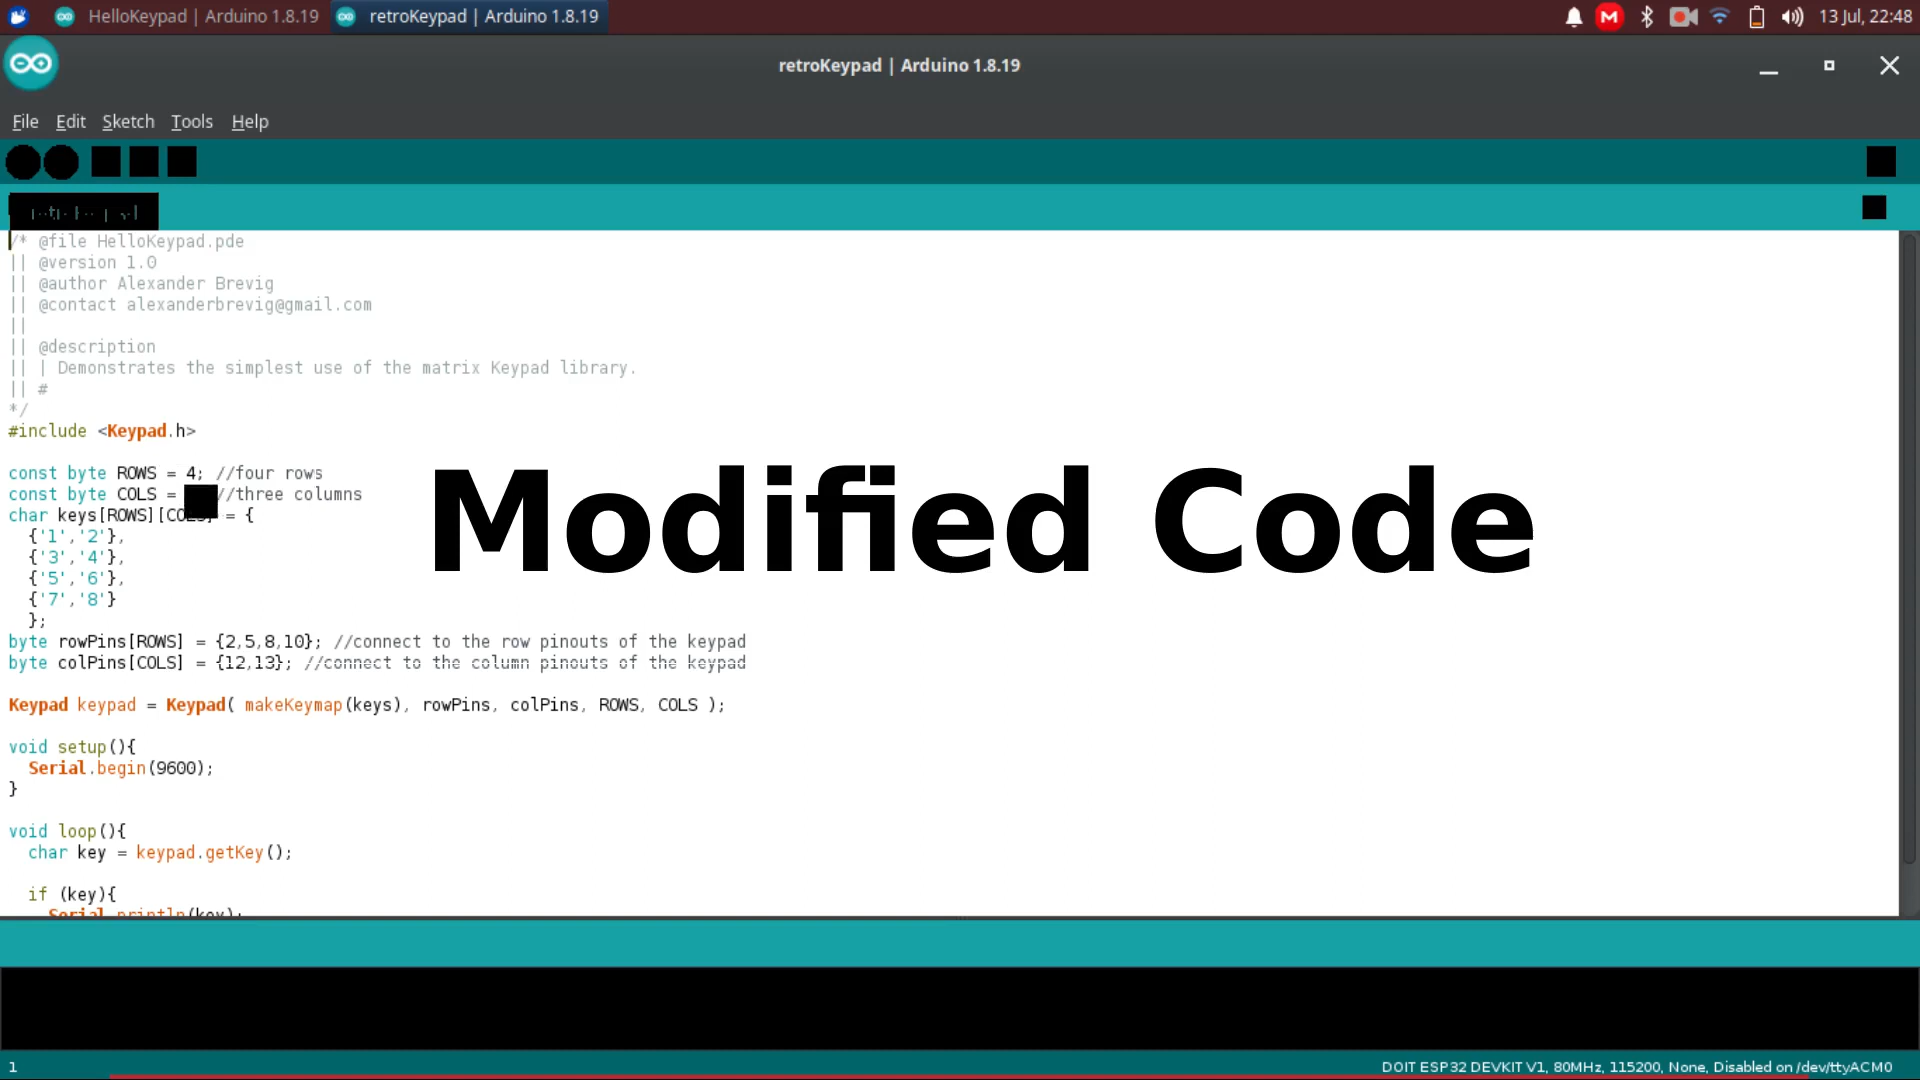 HelloKeypad | Arduino 1.8.19
retroKeypad | Arduino 1.8.19
13 Jul, 22:48
retroKeypad | Arduino 1.8.19
File Edit Sketch Tools Help
/* @file HelloKeypad.pde
|| @version 1.0
|| @author Alexander Brevig
|| @contact alexanderbrevig@gmail.com
||
|| @description
|| | Demonstrates the simplest use of the matrix Keypad library.
|| #
*/
#include <Keypad.h>
const byte ROWS = 4; //four rows
const byte COLS = //three columns
char keys[ROWS][COLS] = {
{'1','2'},
{'3','4'},
{'5','6'},
{'7','8'}
};
byte rowPins[ROWS] = {2,5,8,10}; //connect to the row pinouts of the keypad
byte colPins[COLS] = {12,13}; //connect to the column pinouts of the keypad
Keypad keypad = Keypad( makeKeymap(keys), rowPins, colPins, ROWS, COLS );
void setup(){
Serial.begin(9600);
}
void loop(){
char key = keypad.getKey();
if (key){
Serial.println(key);
Modified Code
1
DOIT ESP32 DEVKIT V1, 80MHz, 115200, None, Disabled on /dev/ttyACM0